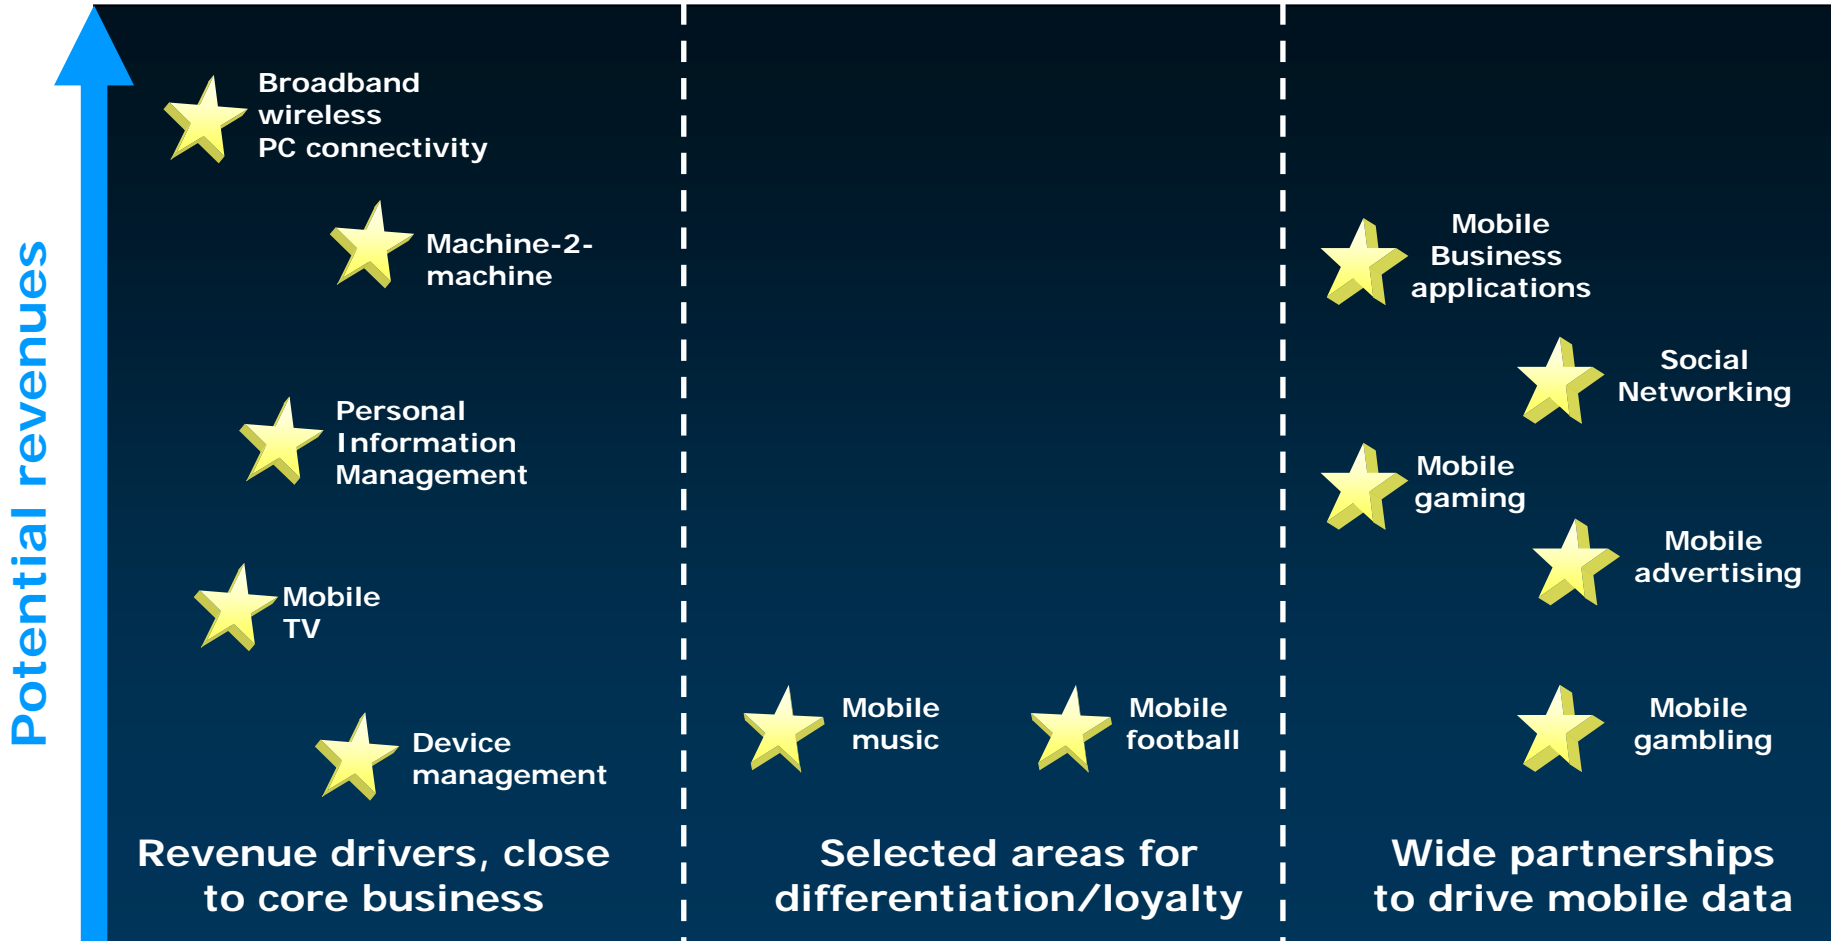 Potential revenues
Broadband
wireless
PC connectivity
Machine-2-
machine
Personal
Information
Management
Mobile
TV
Device
management
Revenue drivers, close
to core business
Mobile
music
Mobile
football
Selected areas for
differentiation/loyalty
Mobile
Business
applications
Social
Networking
Mobile
gaming
Mobile
advertising
Mobile
gambling
Wide partnerships
to drive mobile data